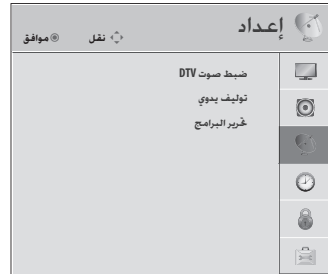 إعداد
نقل موافق
ضبط صوت DTV
توليف يدوي
تحرير البرامج